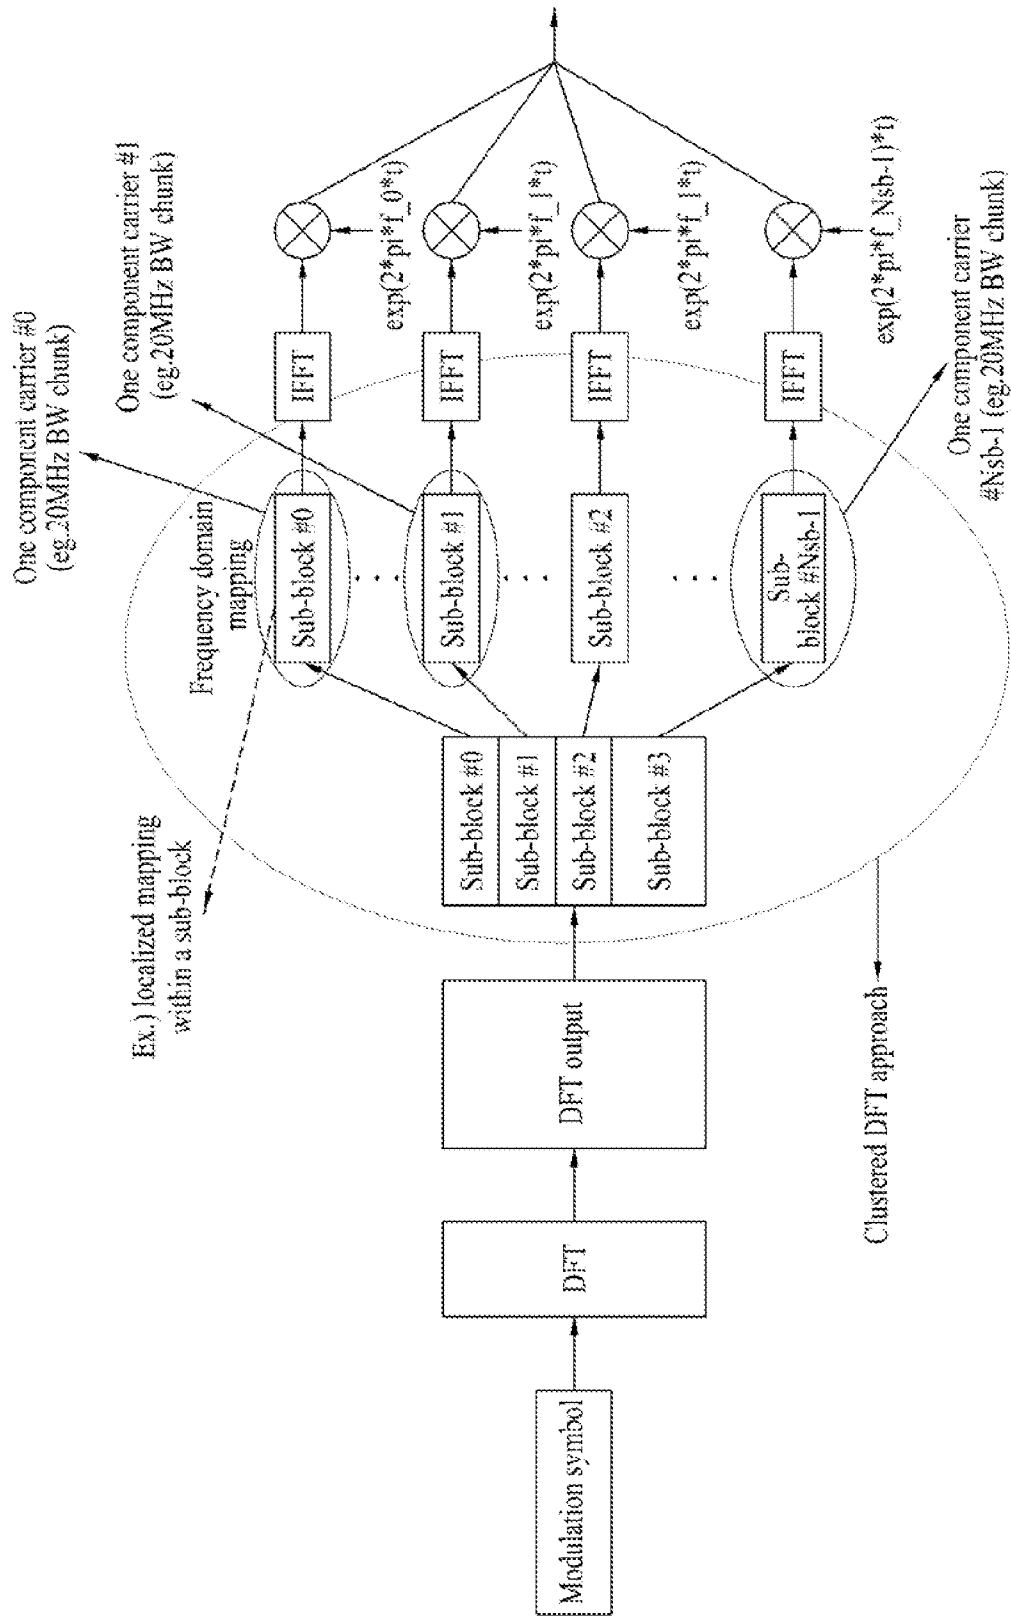 Modulation symbol
DFT
DFT output
Sub-block #0
Sub-block #1
Sub-block #2
Sub-block #3
Ex.) localized mapping
within a sub-block
Frequency domain
mapping
Sub-block #0
Sub-block #1
Sub-block #2
Sub-
block #Nsb-1
One component carrier #0
(eg.20MHz BW chunk)
One component carrier #1
(eg.20MHz BW chunk)
IFFT
IFFT
IFFT
IFFT
exp(2*pi*f_0*t)
exp(2*pi*f_1*t)
exp(2*pi*f_1*t)
exp(2*pi*f_Nsb-1)*t)
One component carrier
#Nsb-1 (eg.20MHz BW chunk)
Clustered DFT approach